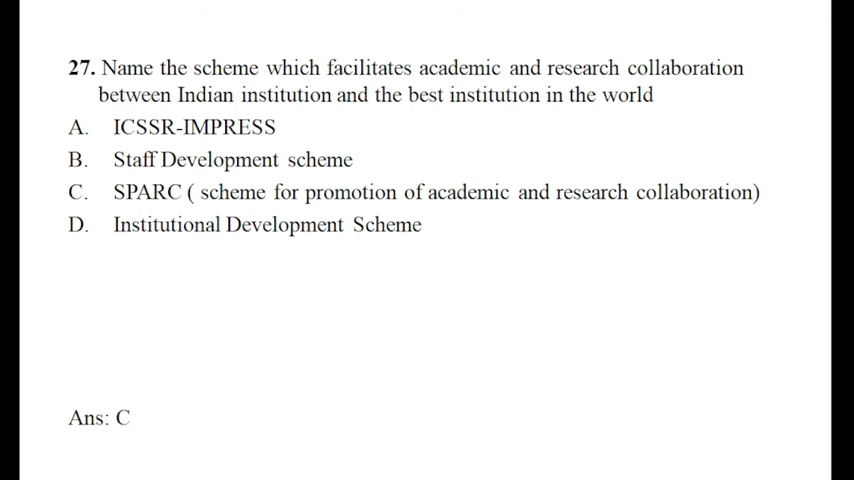 27. Name the scheme which facilitates academic and research collaboration
between Indian institution and the best institution in the world
A. ICSSR-IMPRESS
B. Staff Development scheme
C. SPARC ( scheme for promotion of academic and research collaboration)
D. Institutional Development Scheme
Ans: C